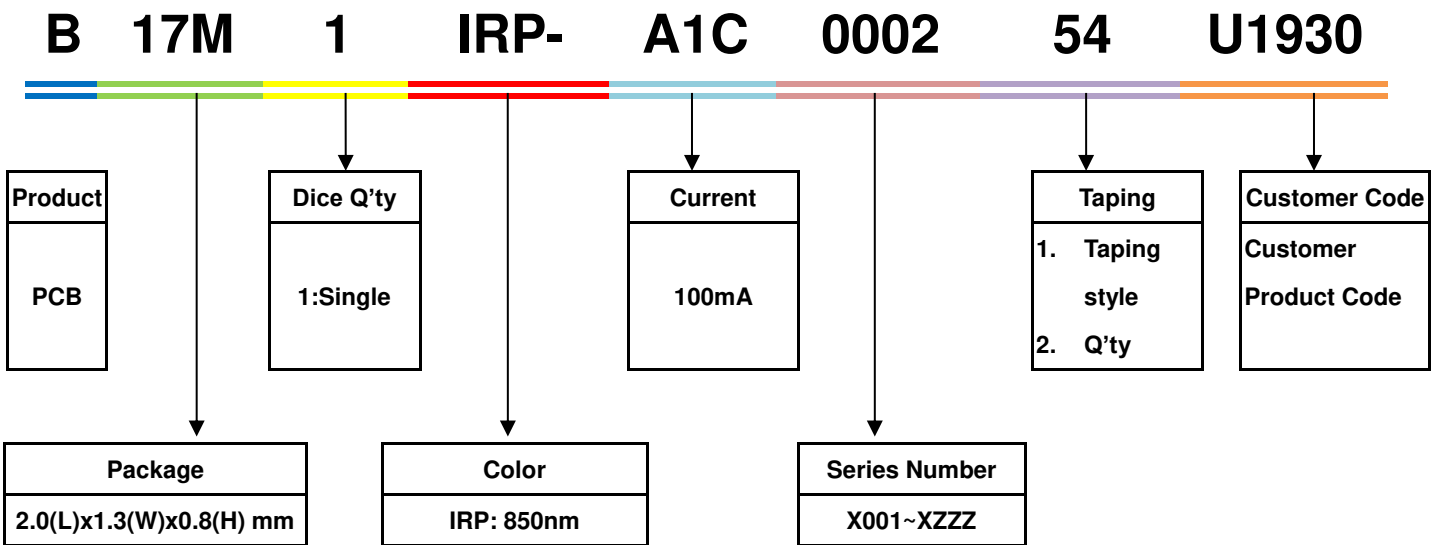 B 17M 1 IRP- A1C 0002 54 U1930
Product
PCB
Dice Q’ty
1:Single
Current
100mA
Taping
1. Taping
style
2. Q’ty
Customer Code
Customer
Product Code
Package
2.0(L)x1.3(W)x0.8(H) mm
Color
IRP: 850nm
Series Number
X001~XZZZ